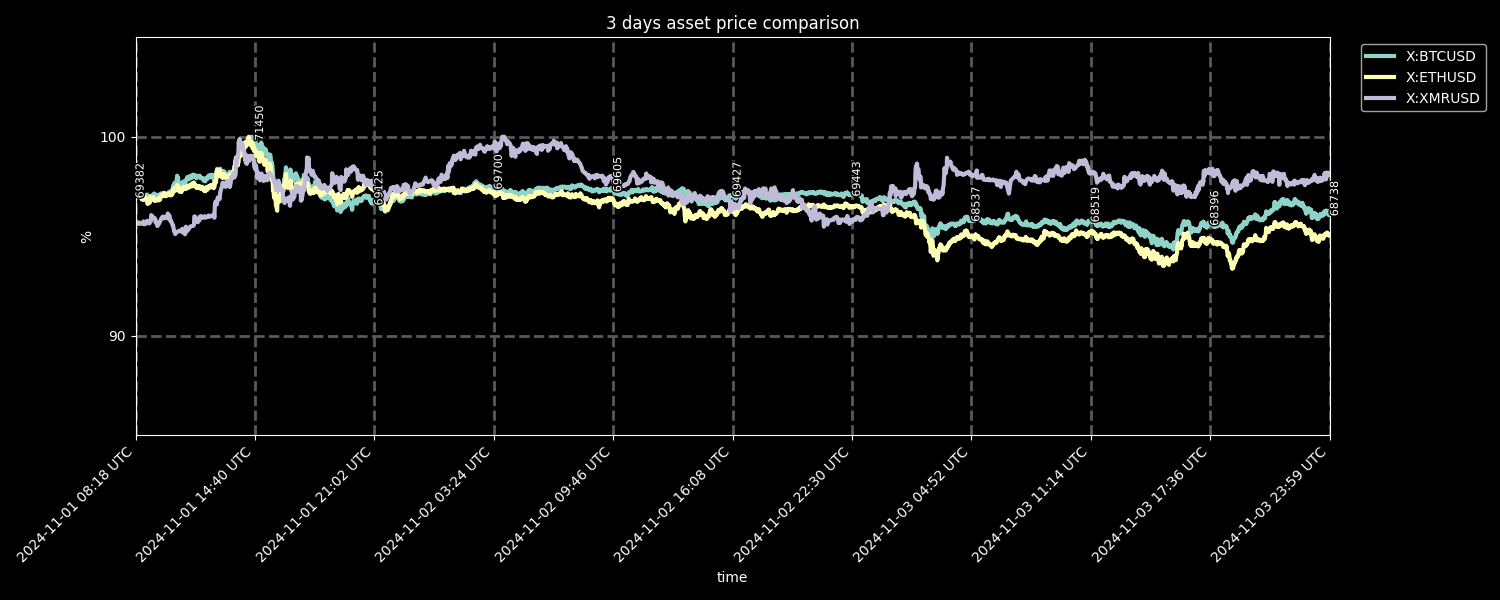 3 days asset price comparison
X:BTCUSD
X:ETHUSD
X:XMRUSD
100
90
%
69382
71450
69125
69700
69605
69427
69443
68537
68519
68396
68738
2024-11-01 08:18 UTC
2024-11-01 14:40 UTC
2024-11-01 21:02 UTC
2024-11-02 03:24 UTC
2024-11-02 09:46 UTC
2024-11-02 16:08 UTC
2024-11-02 22:30 UTC
2024-11-03 04:52 UTC
2024-11-03 11:14 UTC
2024-11-03 17:36 UTC
2024-11-03 23:59 UTC
time